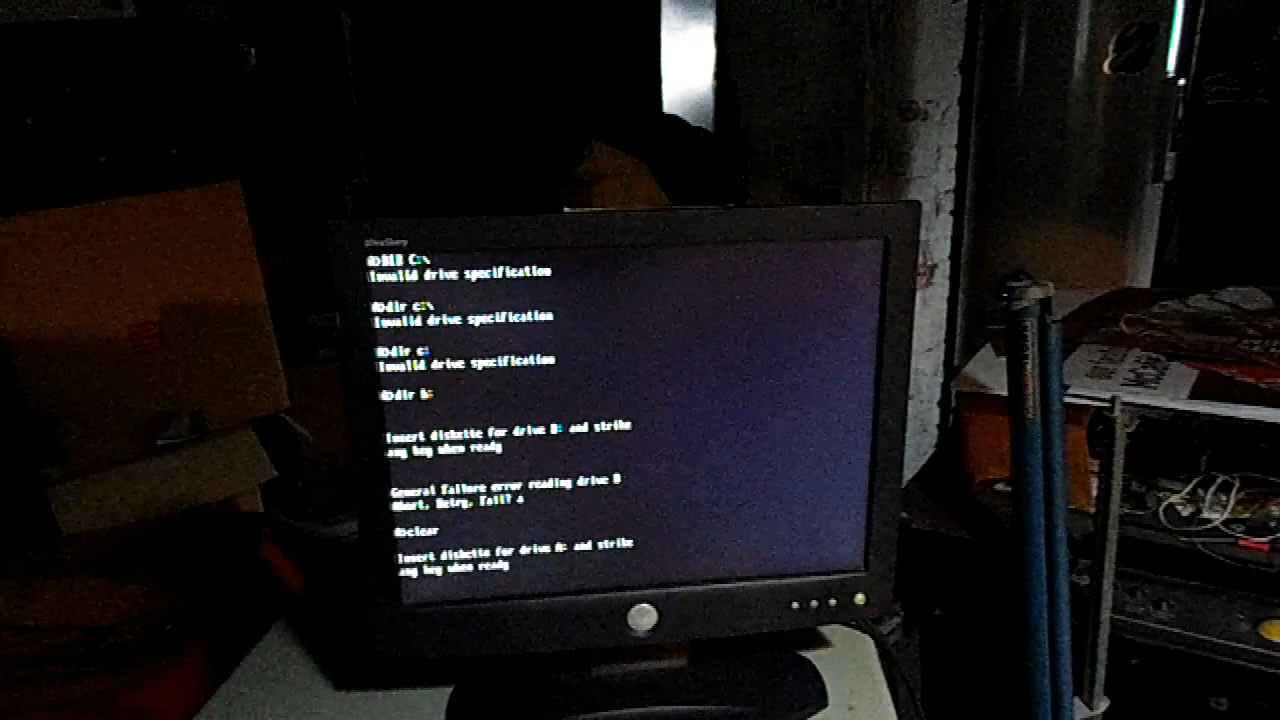 A>DIR C:\
Invalid drive specification
A>dir c:\
Invalid drive specification
A>dir c:
Invalid drive specification
A>dir B:
Insert diskette for drive B: and strike
any key when ready
General failure error reading drive B
Abort, Retry, Fail? a
A>clear
Insert diskette for drive A: and strike
any key when ready